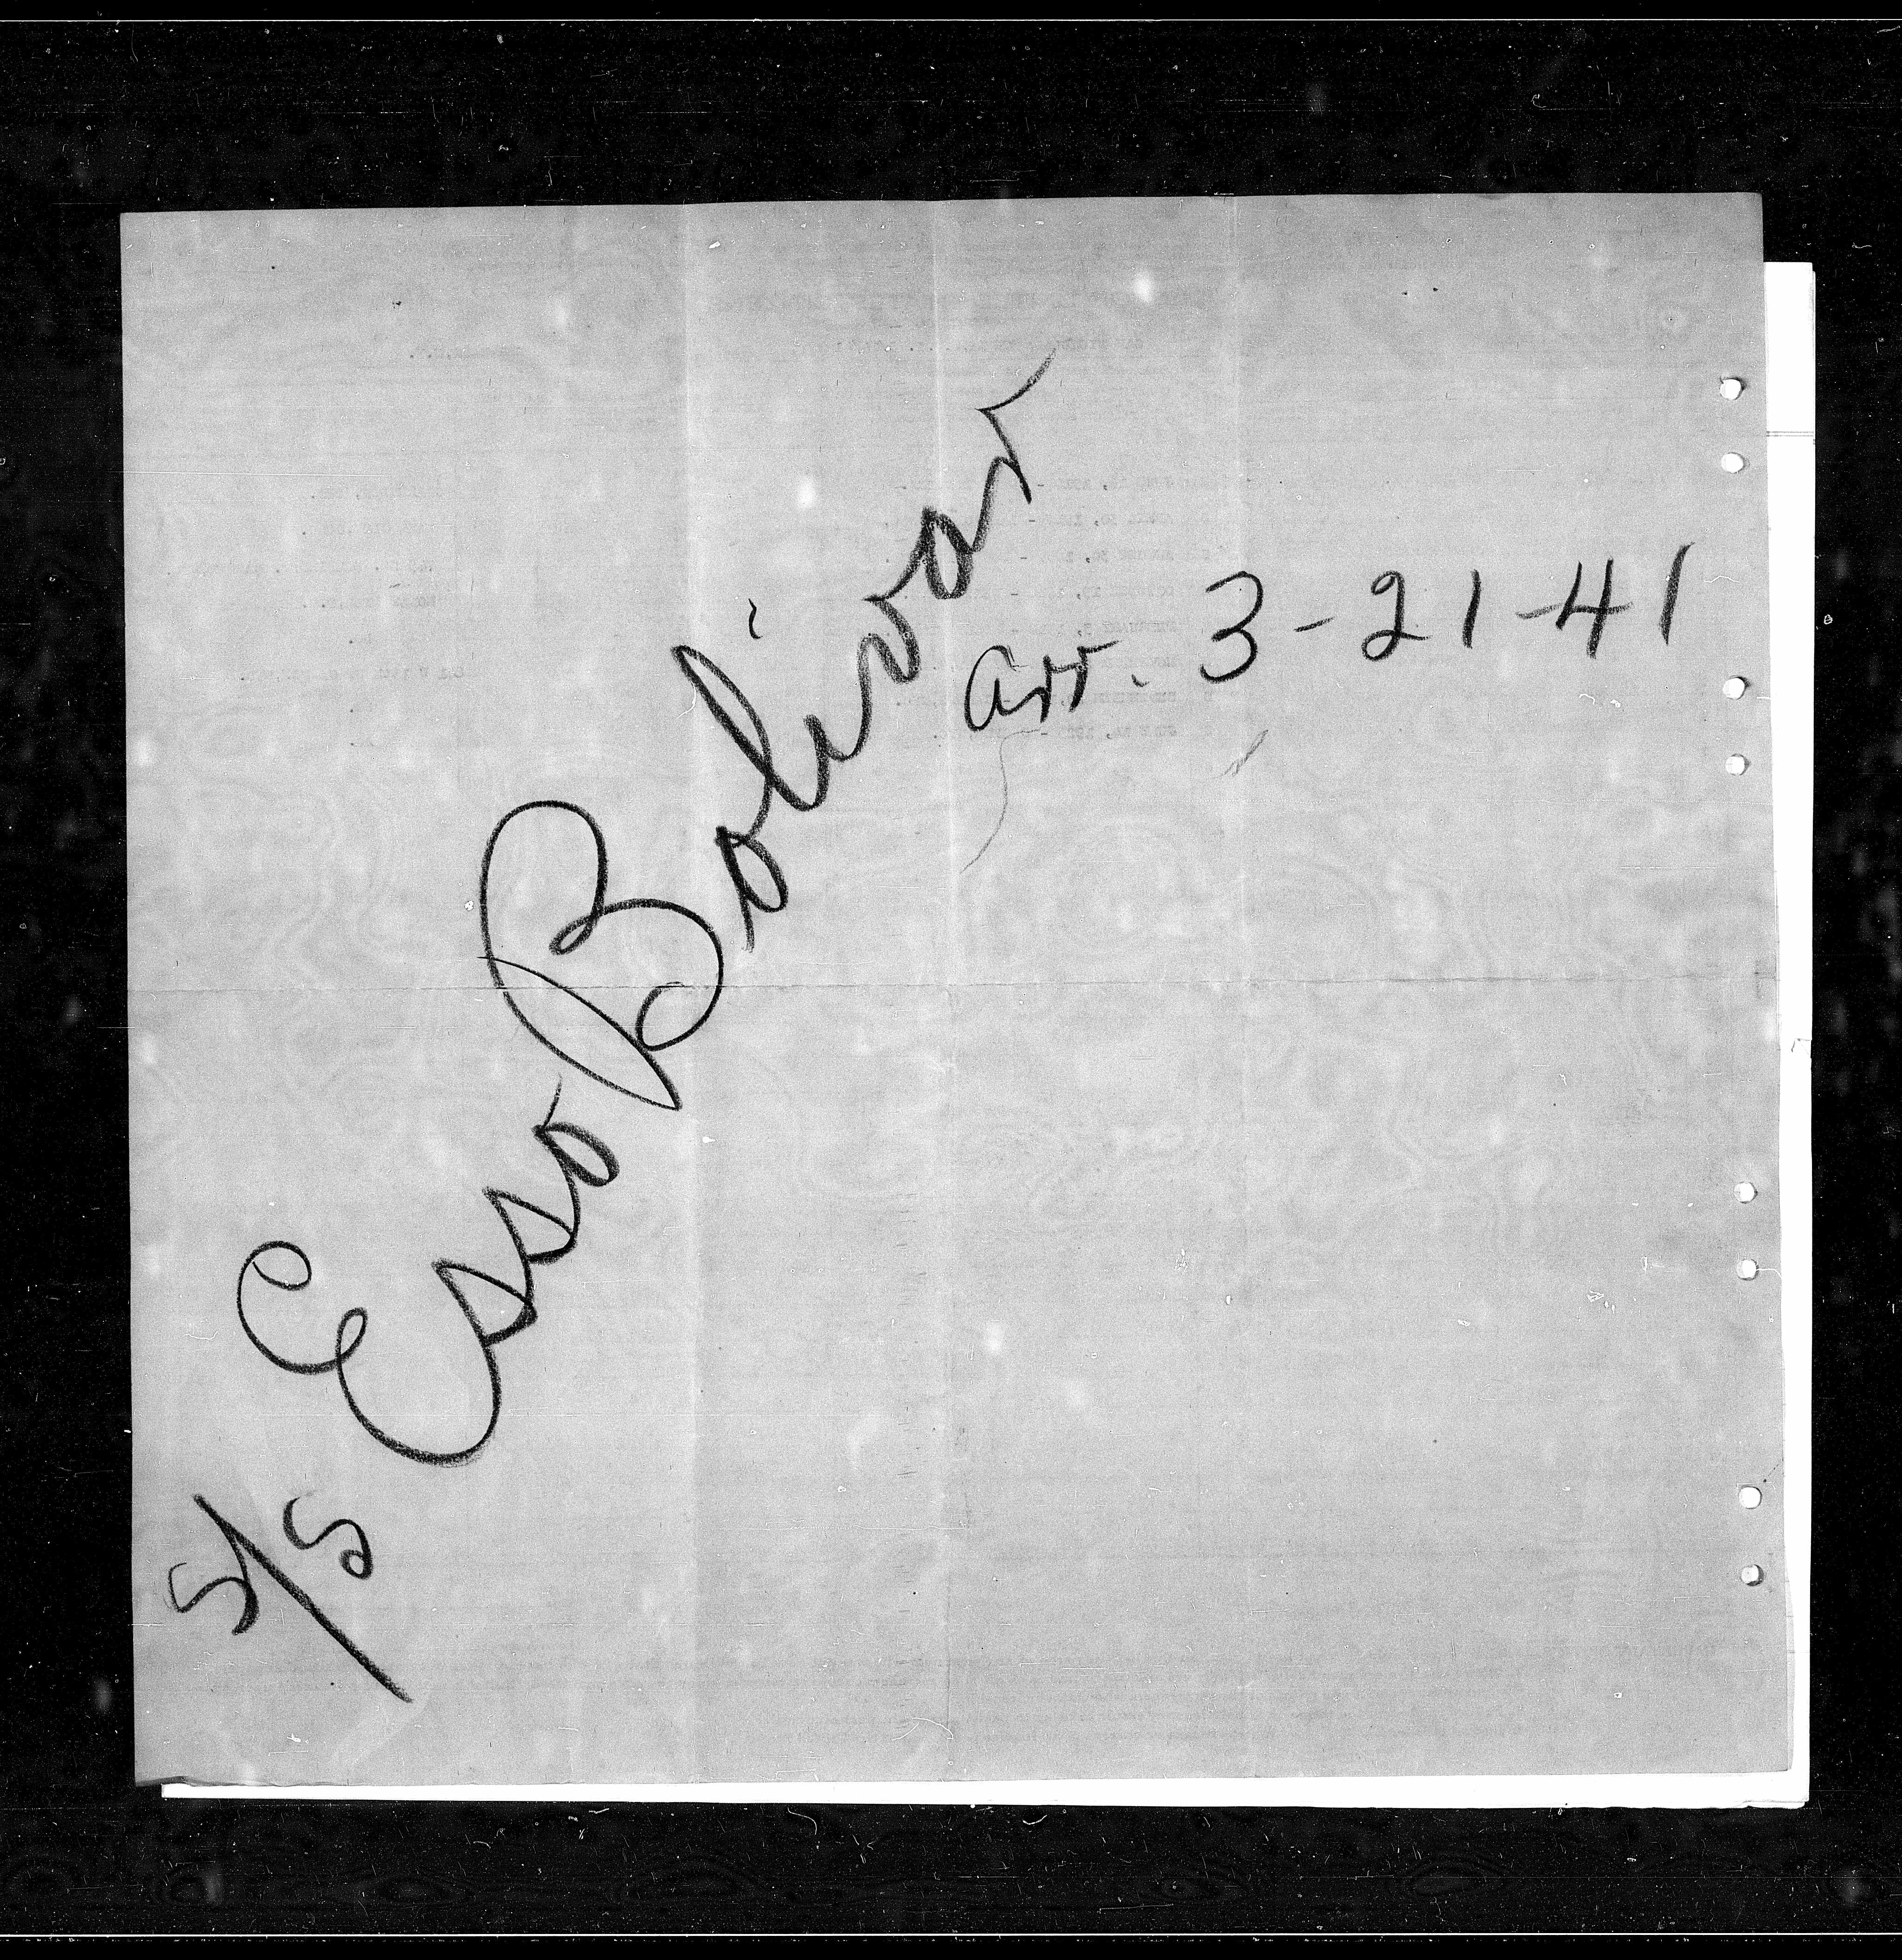 S/S Esso Bolivar
arr. 3-21-41